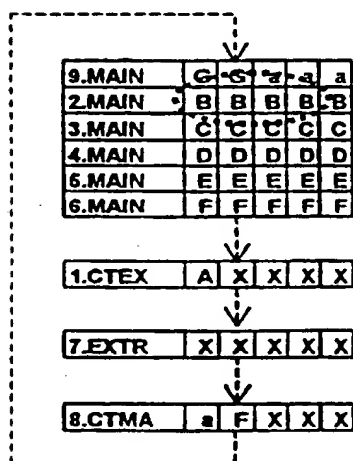 9.MAIN G G a a a
2.MAIN B B B B B
3.MAIN C C C C C
4.MAIN D D D D D
5.MAIN E E E E E
6.MAIN F F F F F
1.CTEX A X X X X
7.EXTR X X X X X
8.CTMA a F X X X